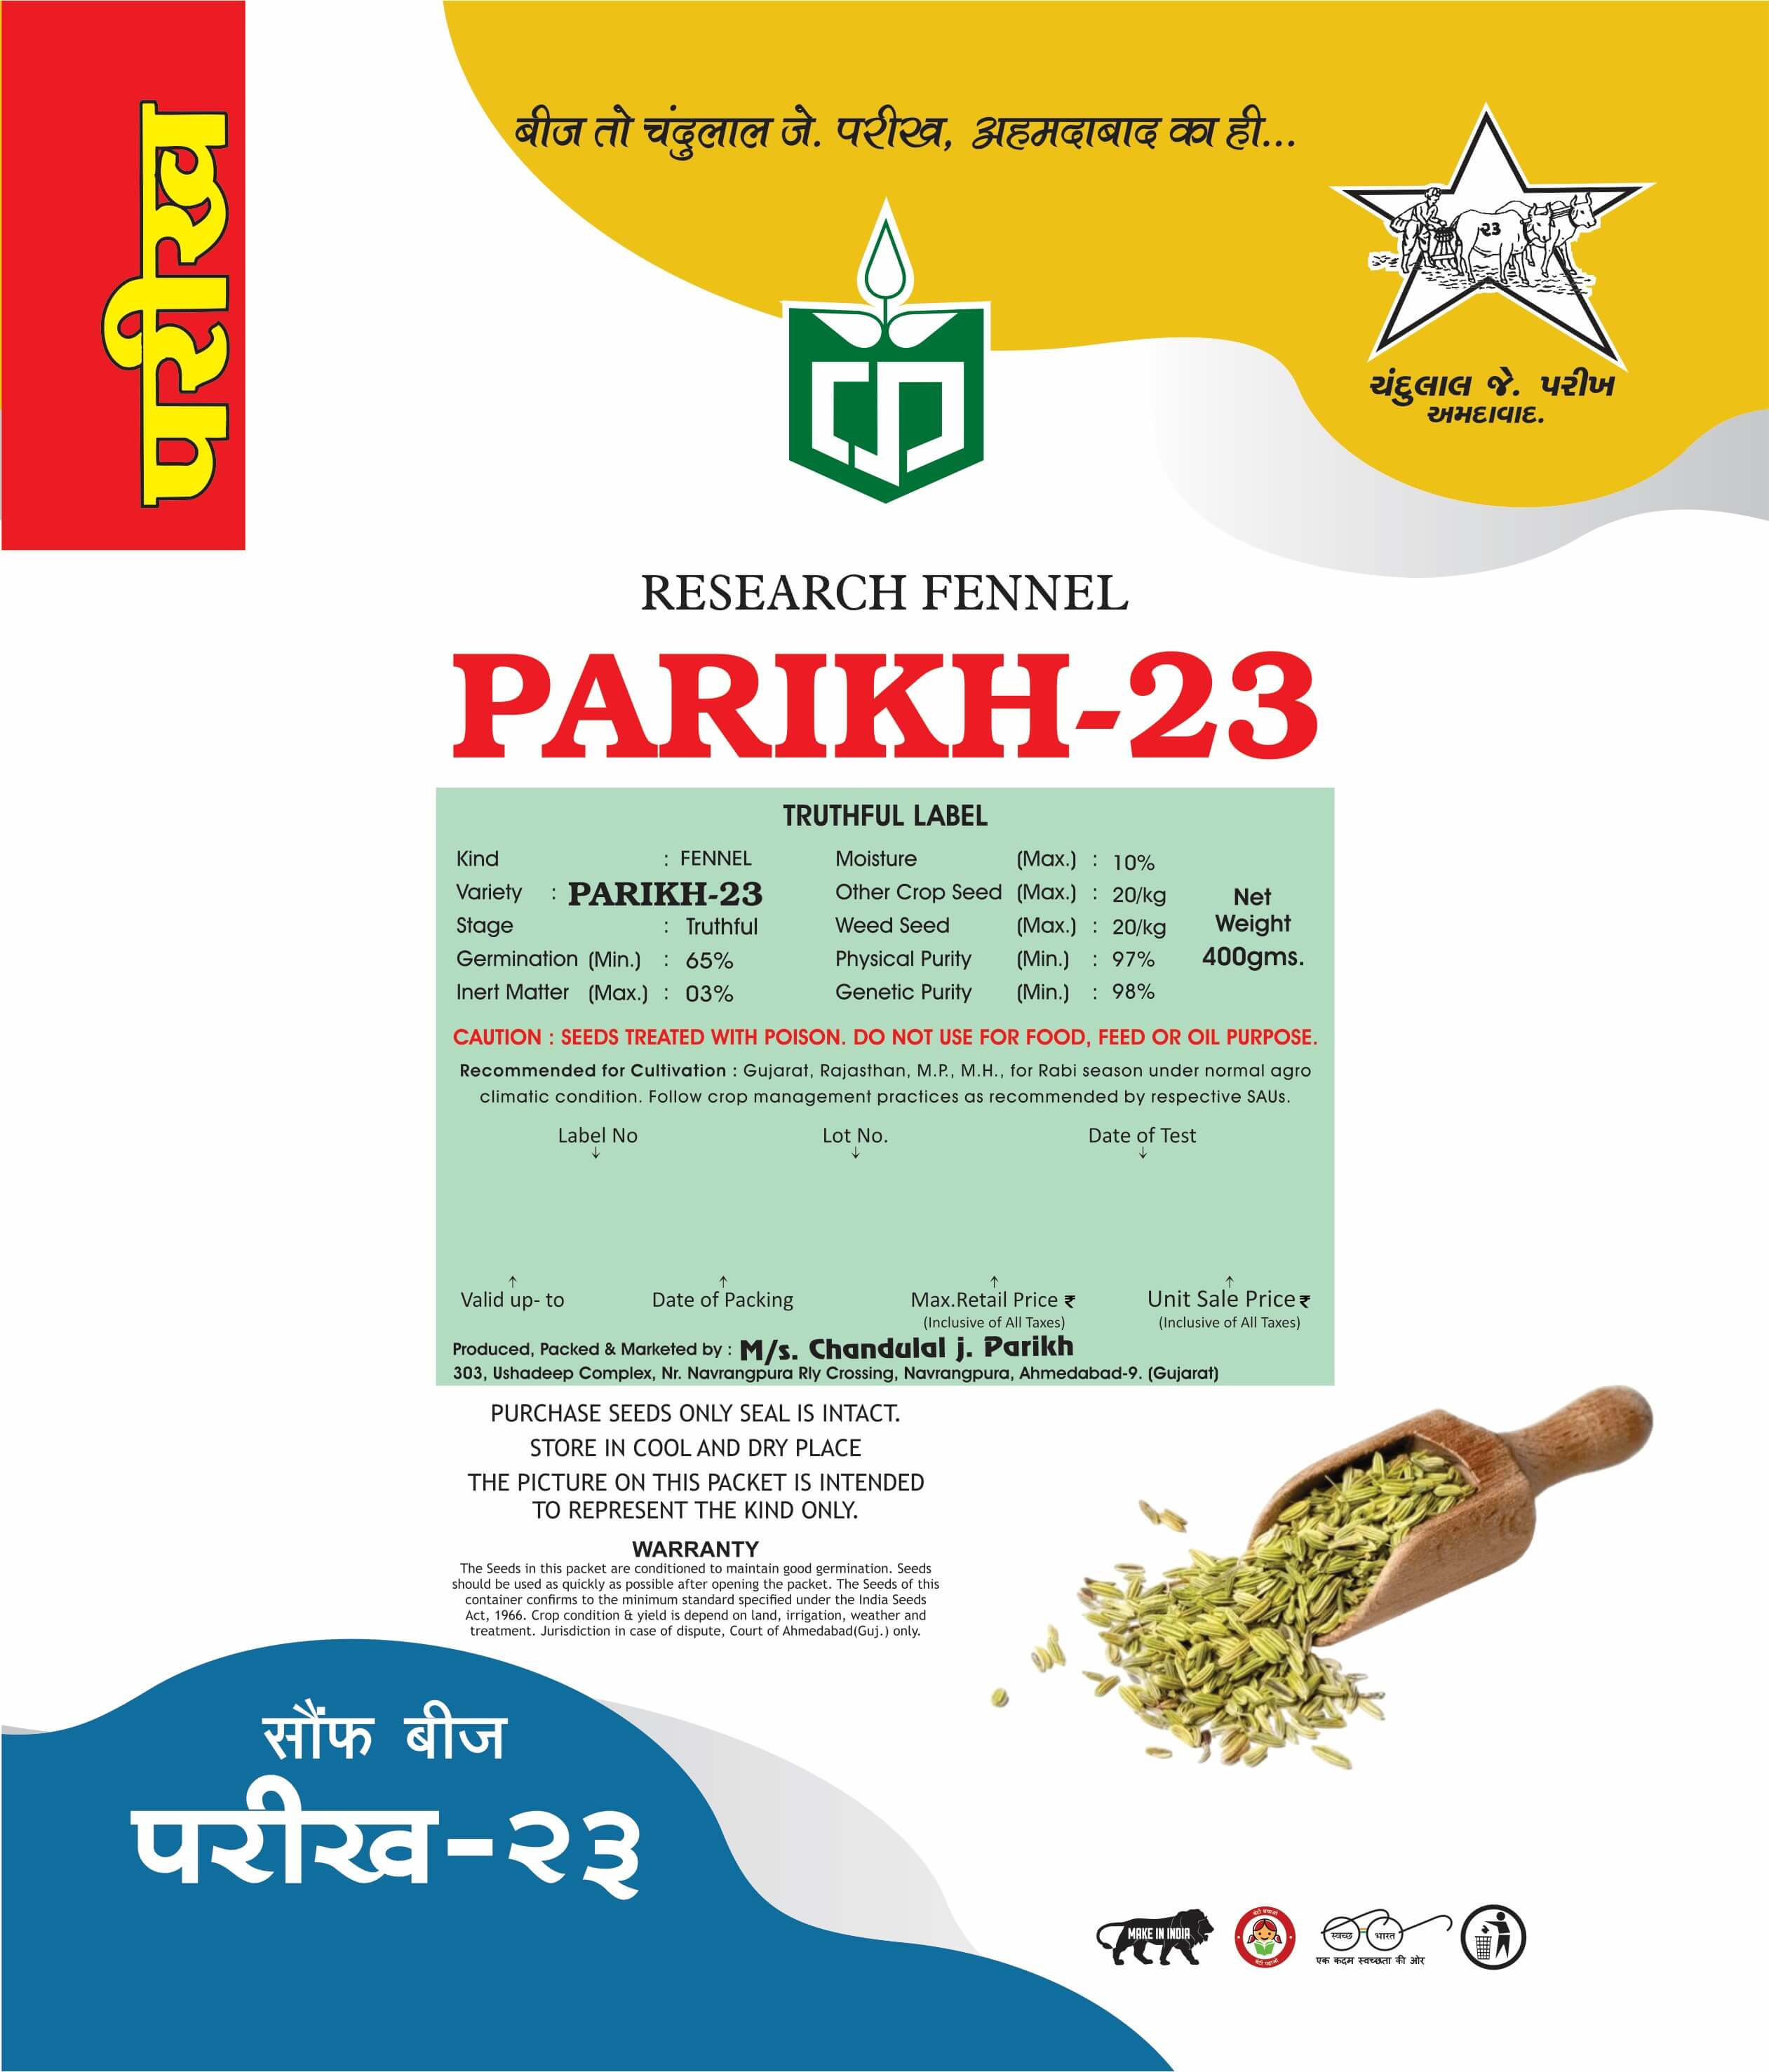 परीख
बीज तो चंदुलाल जे. परीख, अहमदाबाद का ही...
૨૩
ચંદુલાલ જે. પરીખ
અમદાવાદ.
RESEARCH FENNEL
PARIKH-23
TRUTHFUL LABEL
Kind : FENNEL
Variety : PARIKH-23
Stage : Truthful
Germination (Min.) : 65%
Inert Matter (Max.) : 03%
Moisture (Max.) : 10%
Other Crop Seed (Max.) : 20/kg
Weed Seed (Max.) : 20/kg
Physical Purity (Min.) : 97%
Genetic Purity (Min.) : 98%
Net
Weight
400gms.
CAUTION : SEEDS TREATED WITH POISON. DO NOT USE FOR FOOD, FEED OR OIL PURPOSE.
Recommended for Cultivation : Gujarat, Rajasthan, M.P., M.H., for Rabi season under normal agro
climatic condition. Follow crop management practices as recommended by respective SAUs.
Label No Lot No. Date of Test
Valid up- to Date of Packing Max.Retail Price ₹ Unit Sale Price ₹
(Inclusive of All Taxes) (Inclusive of All Taxes)
Produced, Packed & Marketed by : M/s. Chandulal j. Parikh
303, Ushadeep Complex, Nr. Navrangpura Rly Crossing, Navrangpura, Ahmedabad-9. (Gujarat)
PURCHASE SEEDS ONLY SEAL IS INTACT.
STORE IN COOL AND DRY PLACE
THE PICTURE ON THIS PACKET IS INTENDED
TO REPRESENT THE KIND ONLY.
WARRANTY
The Seeds in this packet are conditioned to maintain good germination. Seeds
should be used as quickly as possible after opening the packet. The Seeds of this
container confirms to the minimum standard specified under the India Seeds
Act, 1966. Crop condition & yield is depend on land, irrigation, weather and
treatment. Jurisdiction in case of dispute, Court of Ahmedabad(Guj.) only.
सौंफ बीज
परीख-२३
MAKE IN INDIA
बेटी बचाओ
बेटी पढ़ाओ
स्वच्छ भारत
एक कदम स्वच्छता की ओर